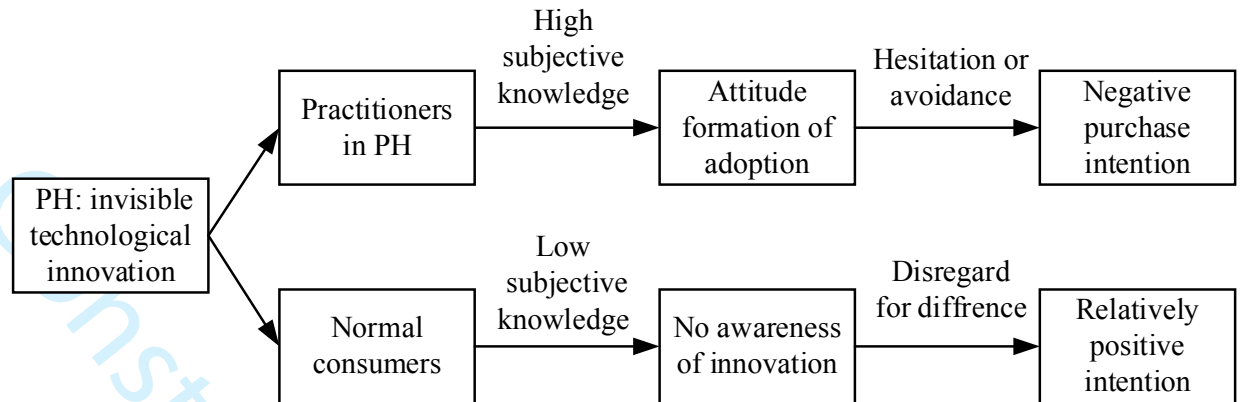 High
subjective
knowledge
Hesitation or
avoidance
Practitioners
in PH
Attitude
formation of
adoption
Negative
purchase
intention
PH: invisible
technological
innovation
Low
subjective
knowledge
Disregard
for diffrence
Normal
consumers
No awareness
of innovation
Relatively
positive
intention